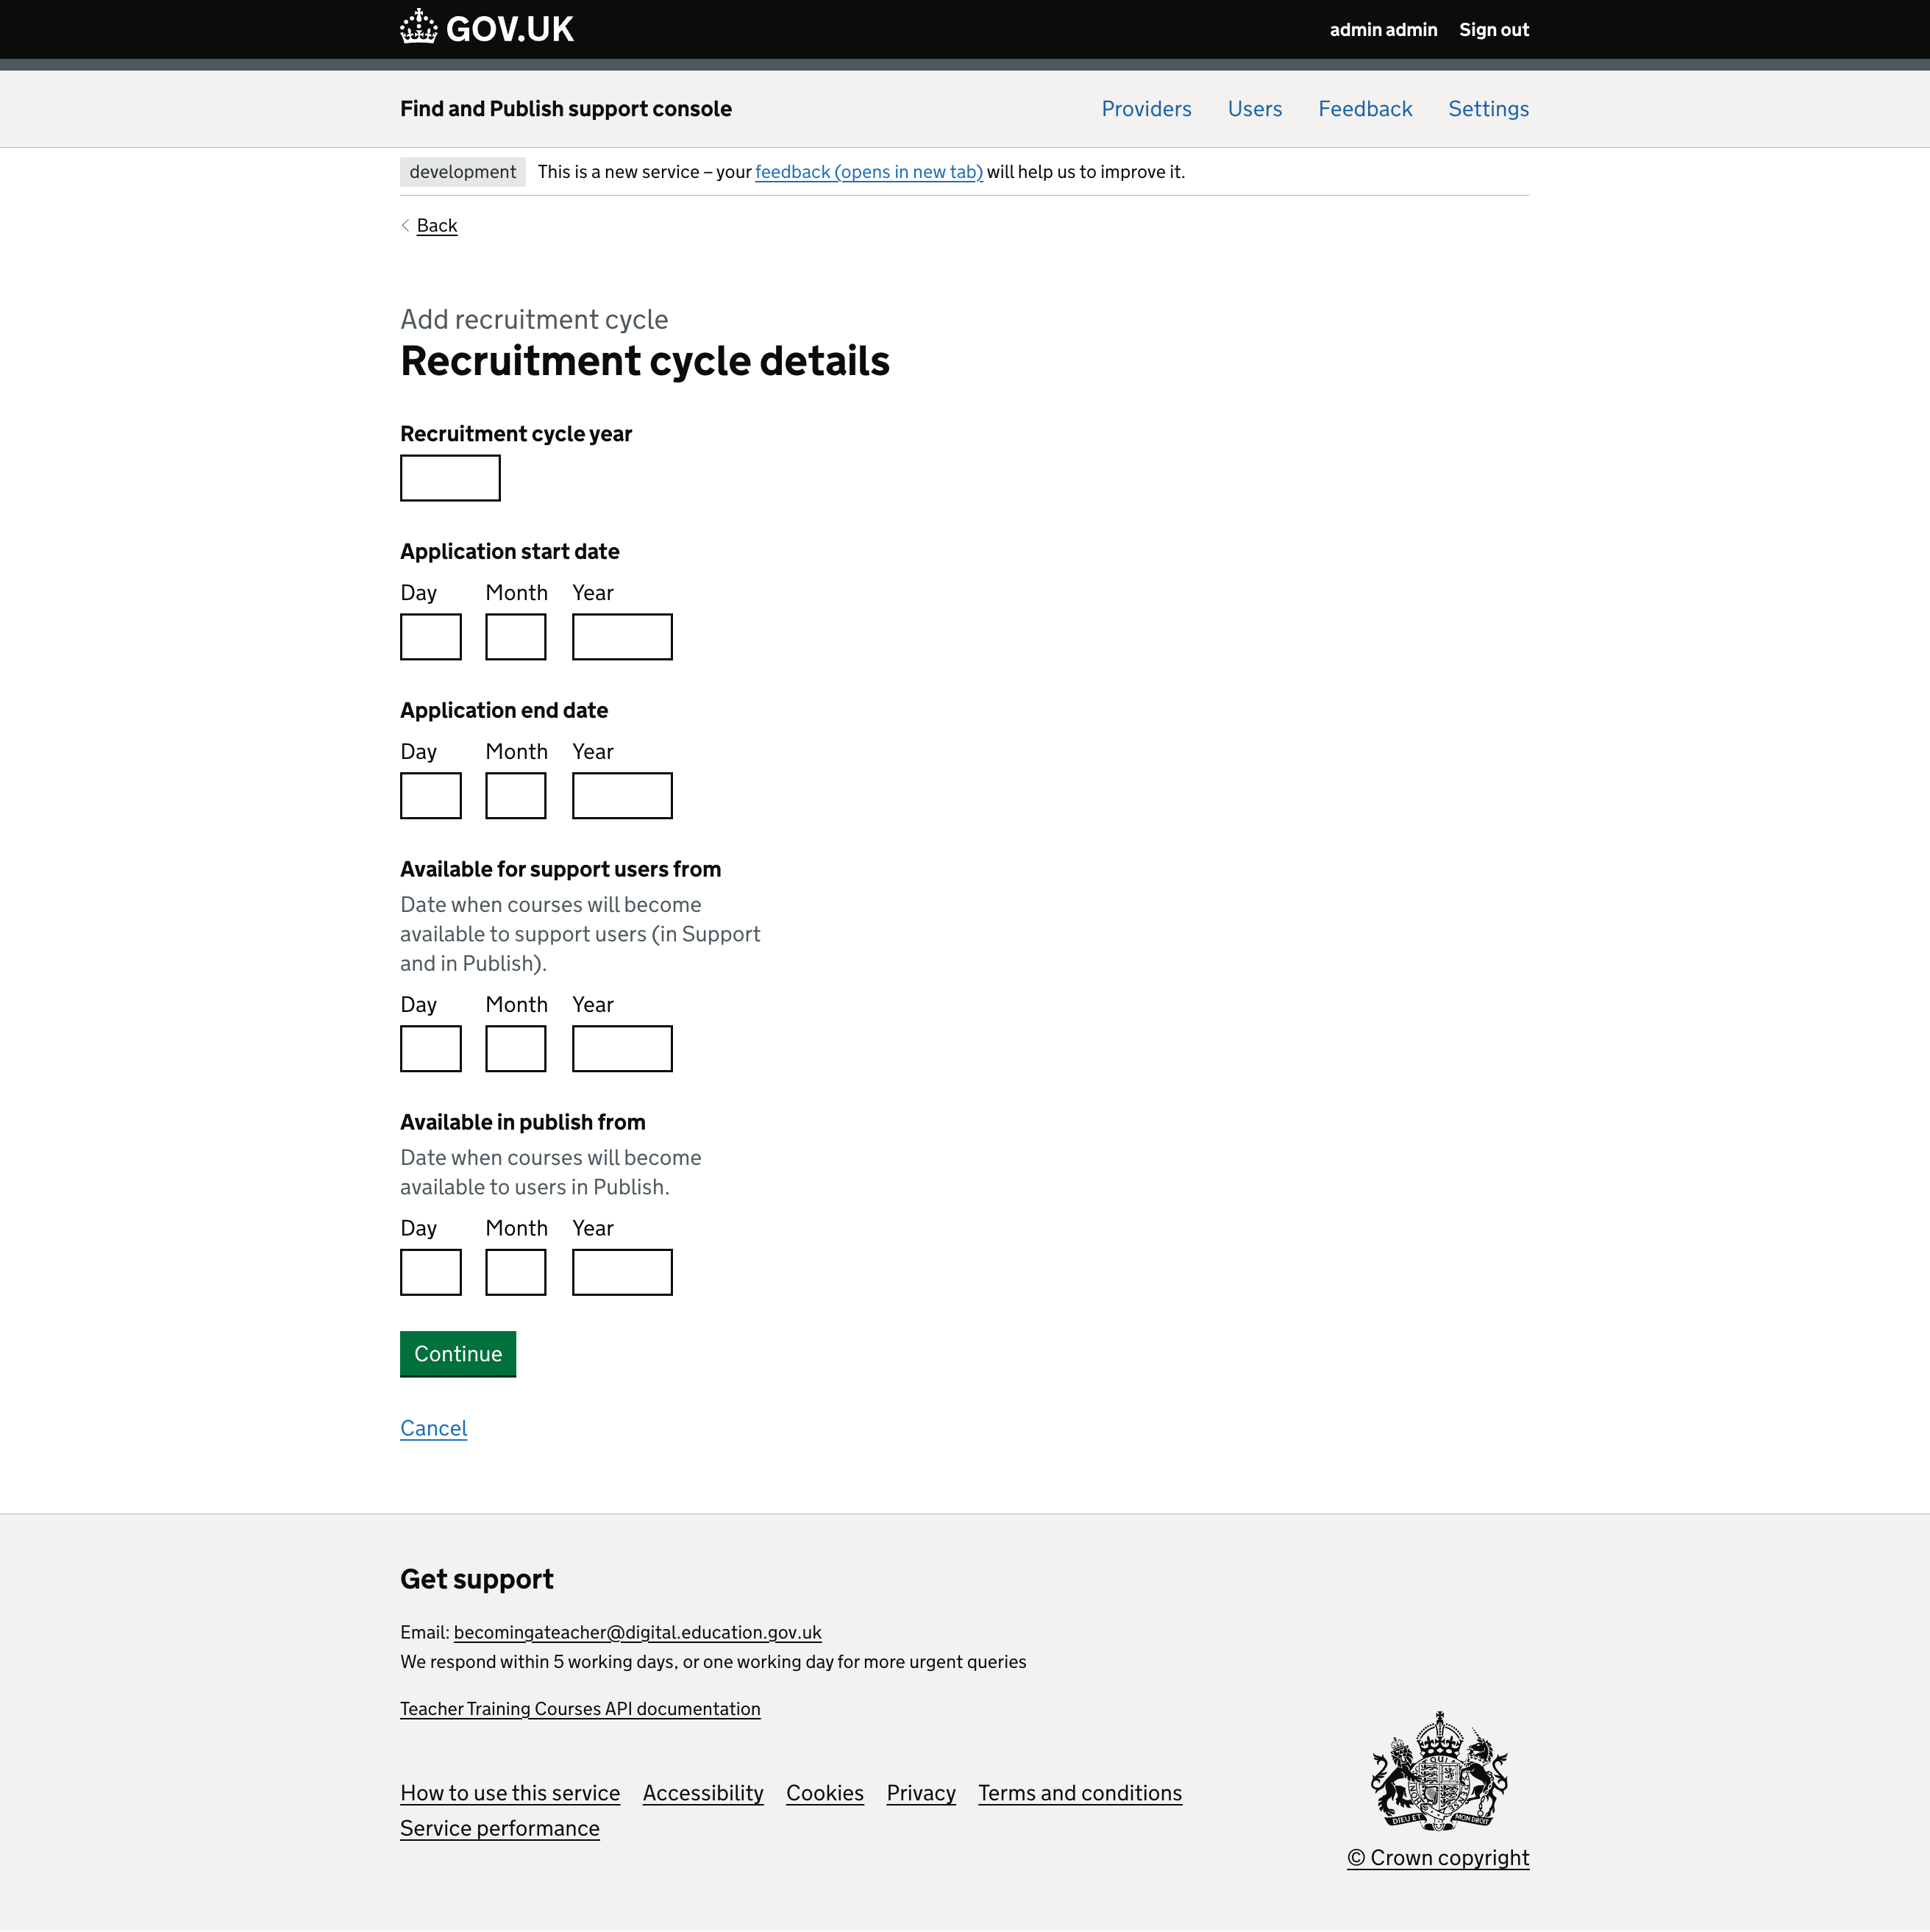 GOV.UK
admin admin Sign out
Find and Publish support console
Providers Users Feedback Settings
development This is a new service – your feedback (opens in new tab) will help us to improve it.
Back
Add recruitment cycle
Recruitment cycle details
Recruitment cycle year
Application start date
Day Month Year
Application end date
Day Month Year
Available for support users from
Date when courses will become
available to support users (in Support
and in Publish).
Day Month Year
Available in publish from
Date when courses will become
available to users in Publish.
Day Month Year
Continue
Cancel
Get support
Email: becomingateacher@digital.education.gov.uk
We respond within 5 working days, or one working day for more urgent queries
Teacher Training Courses API documentation
How to use this service Accessibility Cookies Privacy Terms and conditions
Service performance
DIEU ET MON DROIT
© Crown copyright